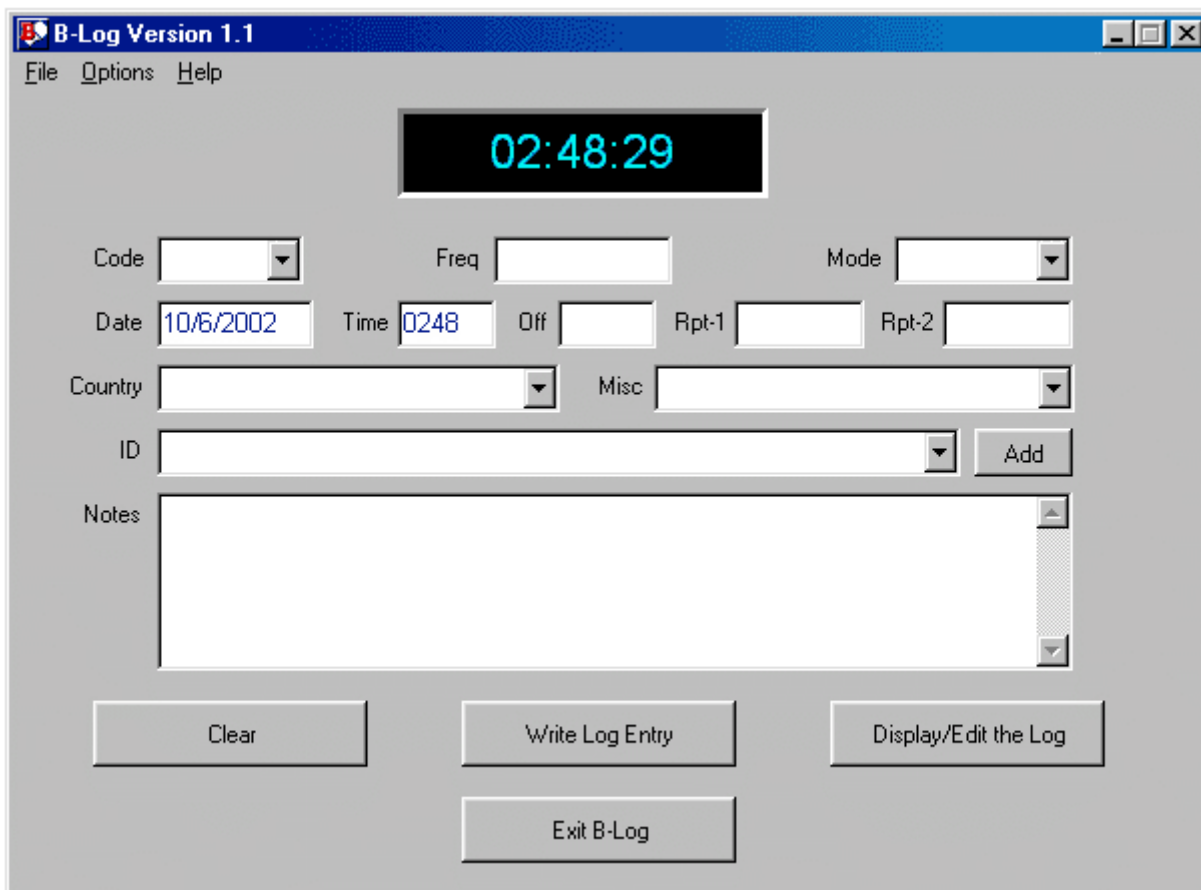 B-Log Version 1.1
File Options Help
02:48:29
Code Freq Mode
Date 10/6/2002 Time 0248 Off Rpt-1 Rpt-2
Country Misc
ID Add
Notes
Clear Write Log Entry Display/Edit the Log
Exit B-Log